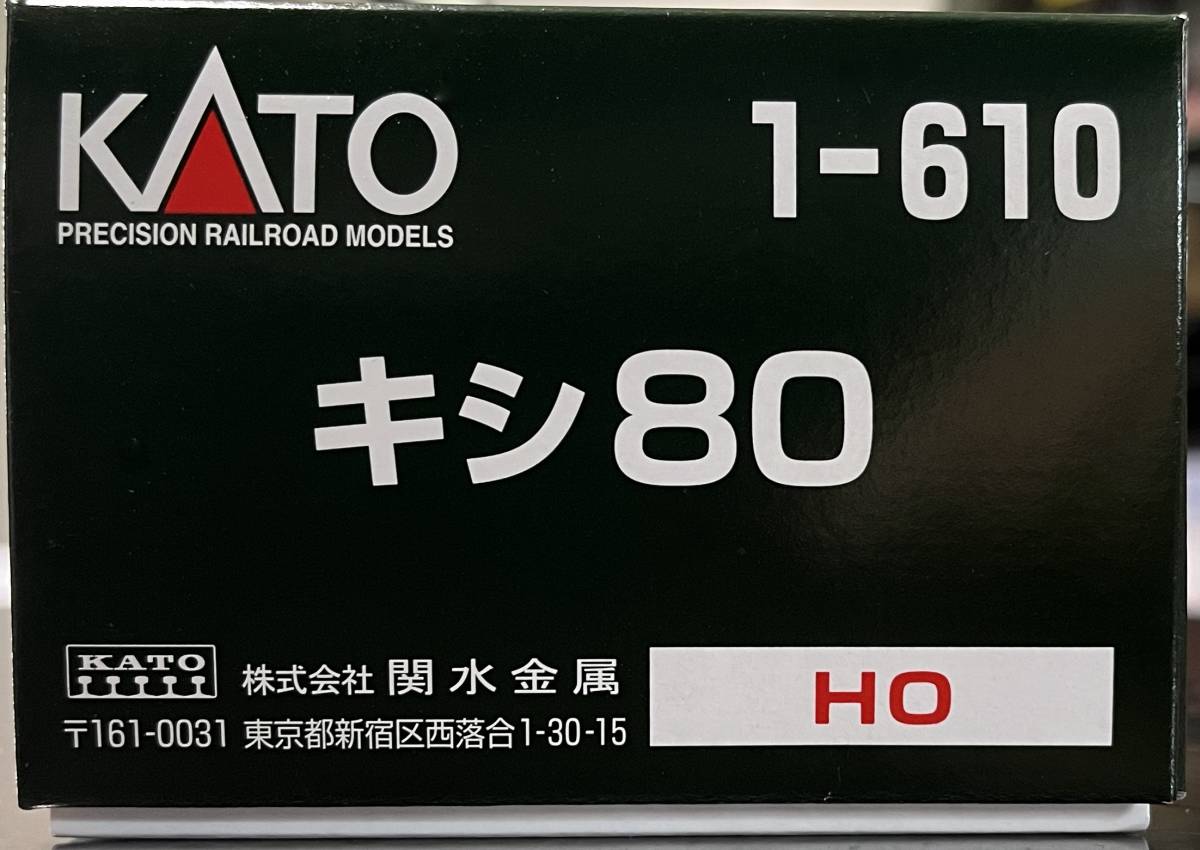 KATO
PRECISION RAILROAD MODELS
1-610
キシ80
KATO
株式会社 関水金属
〒161-0031 東京都新宿区西落合1-30-15
HO